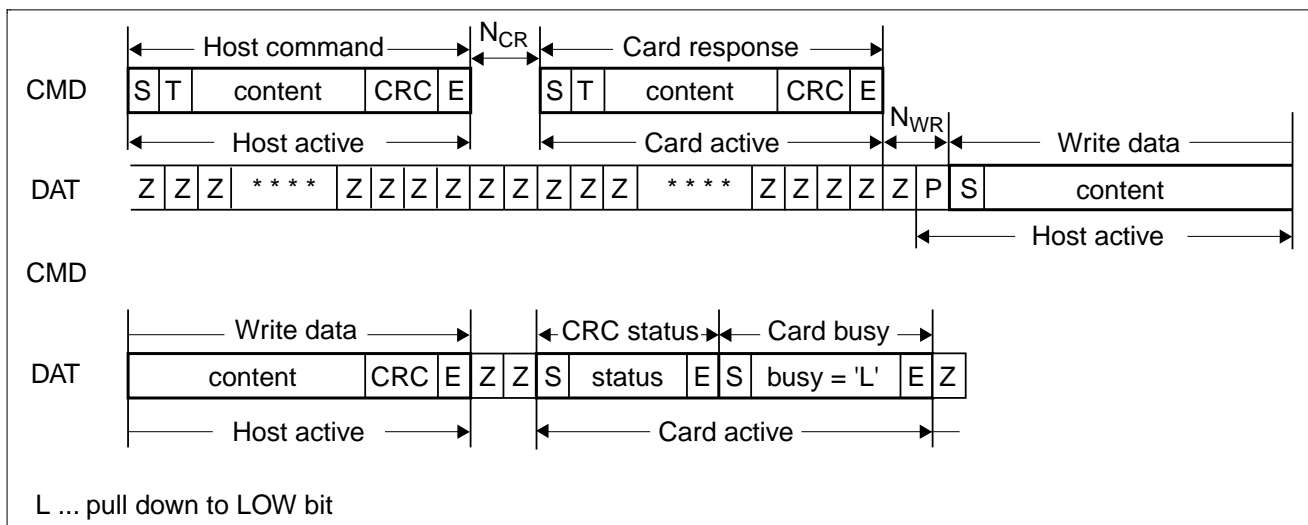 Host command N_CR Card response
CMD S T content CRC E S T content CRC E
Host active Card active N_WR Write data
DAT Z Z Z * * * * Z Z Z Z Z Z Z Z Z * * * * Z Z Z Z Z P S content
Host active
CMD
Write data CRC status Card busy
DAT content CRC E Z Z S status E S busy = 'L' E Z
Host active Card active
L ... pull down to LOW bit